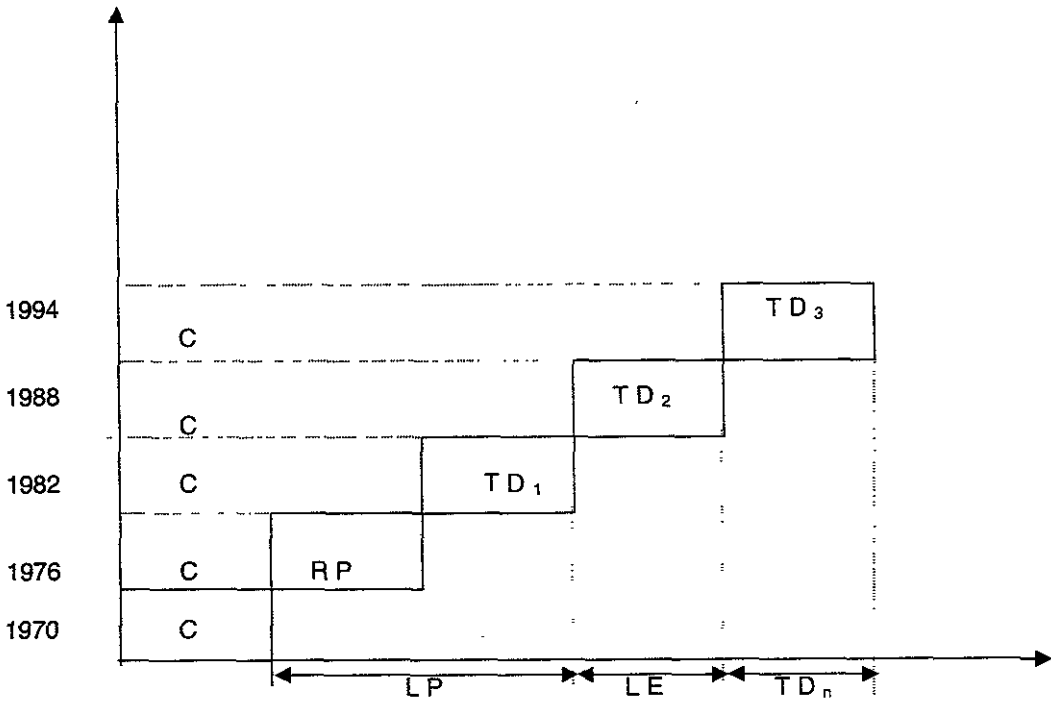 1994 TD₃
C
1988 TD₂
C
1982 C TD₁
1976 C RP
1970 C
LP LE TDₙ